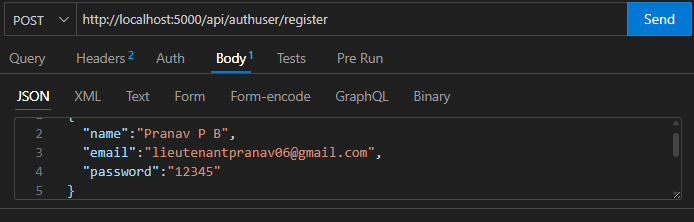 POST http://localhost:5000/api/authuser/register Send
Query Headers 2 Auth Body 1 Tests Pre Run
JSON XML Text Form Form-encode GraphQL Binary
1 {
2 "name":"Pranav P B",
3 "email":"lieutenantpranav06@gmail.com",
4 "password":"12345"
5 }